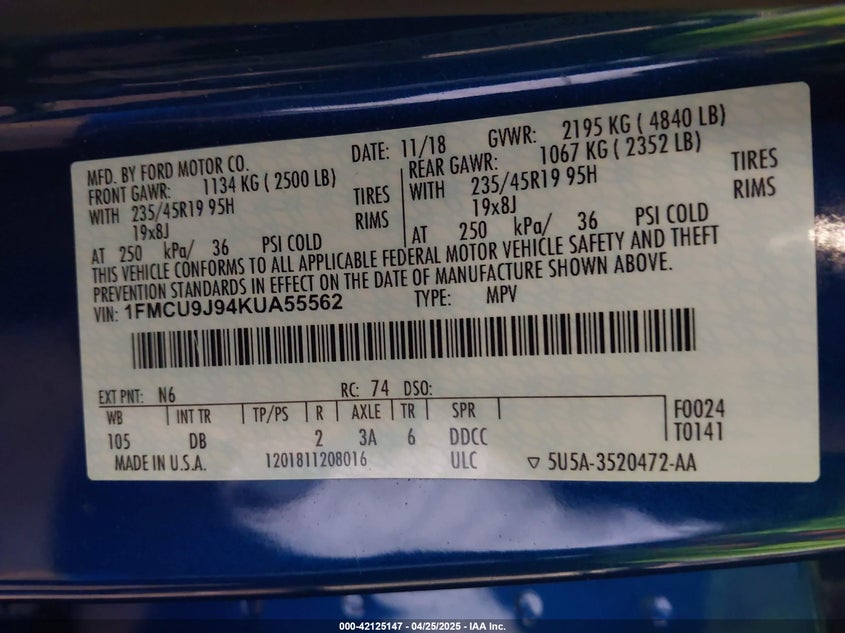 MFD. BY FORD MOTOR CO. DATE: 11/18 GVWR: 2195 KG ( 4840 LB)
FRONT GAWR: 1134 KG ( 2500 LB) REAR GAWR: 1067 KG ( 2352 LB)
WITH 235/45R19 95H TIRES WITH 235/45R19 95H TIRES
19x8J RIMS 19x8J RIMS
AT 250 kPa/ 36 PSI COLD AT 250 kPa/ 36 PSI COLD
THIS VEHICLE CONFORMS TO ALL APPLICABLE FEDERAL MOTOR VEHICLE SAFETY AND THEFT
PREVENTION STANDARDS IN EFFECT ON THE DATE OF MANUFACTURE SHOWN ABOVE.
VIN: 1FMCU9J94KUA55562 TYPE: MPV
EXT PNT: N6 RC: 74 DSO:
WB INT TR TP/PS R AXLE TR SPR F0024
105 DB 2 3A 6 DDCC T0141
MADE IN U.S.A. 1201811208016 ULC ▽ 5U5A-3520472-AA
000-42125147 - 04/25/2025 - IAA Inc.